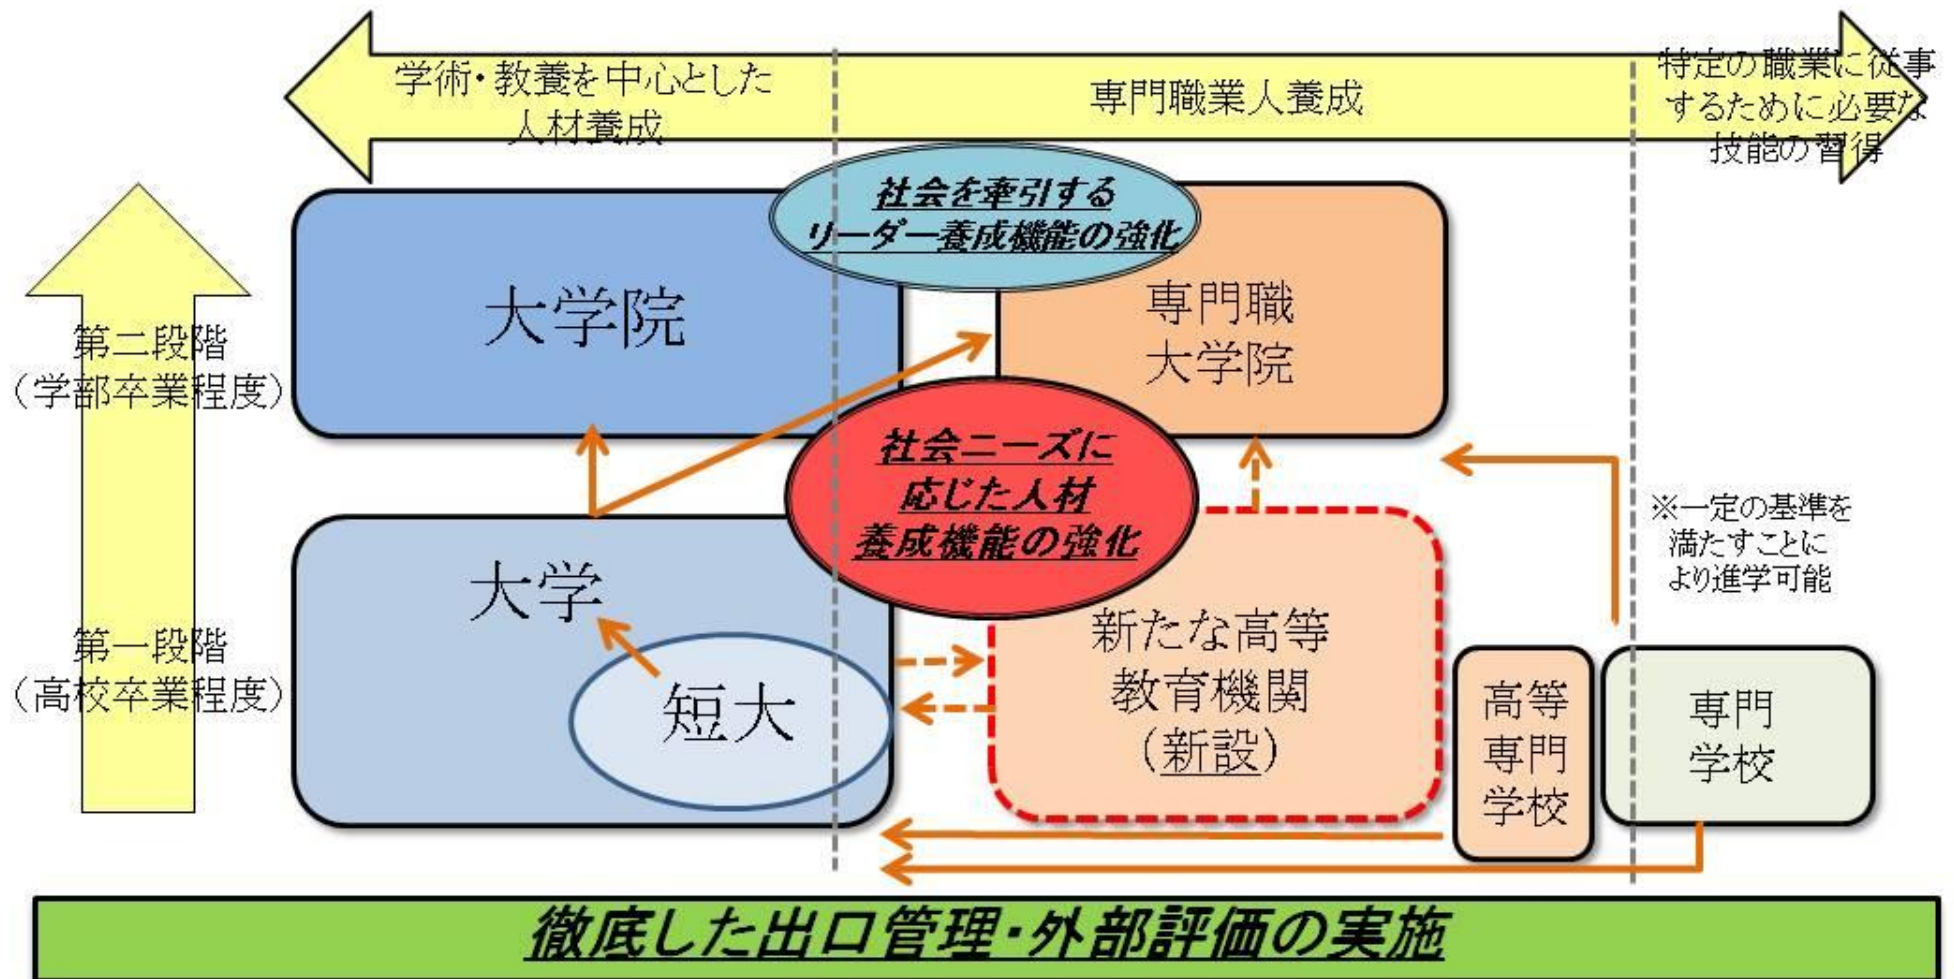 学術・教養を中心とした
人材養成
専門職業人養成
特定の職業に従事
するために必要な
技能の習得
社会を牽引する
リーダー養成機能の強化
大学院
専門職
大学院
第二段階
（学部卒業程度）
社会ニーズに
応じた人材
養成機能の強化
※一定の基準を
満たすことに
より進学可能
大学
短大
第一段階
（高校卒業程度）
新たな高等
教育機関
（新設）
高等
専門
学校
専門
学校
徹底した出口管理・外部評価の実施